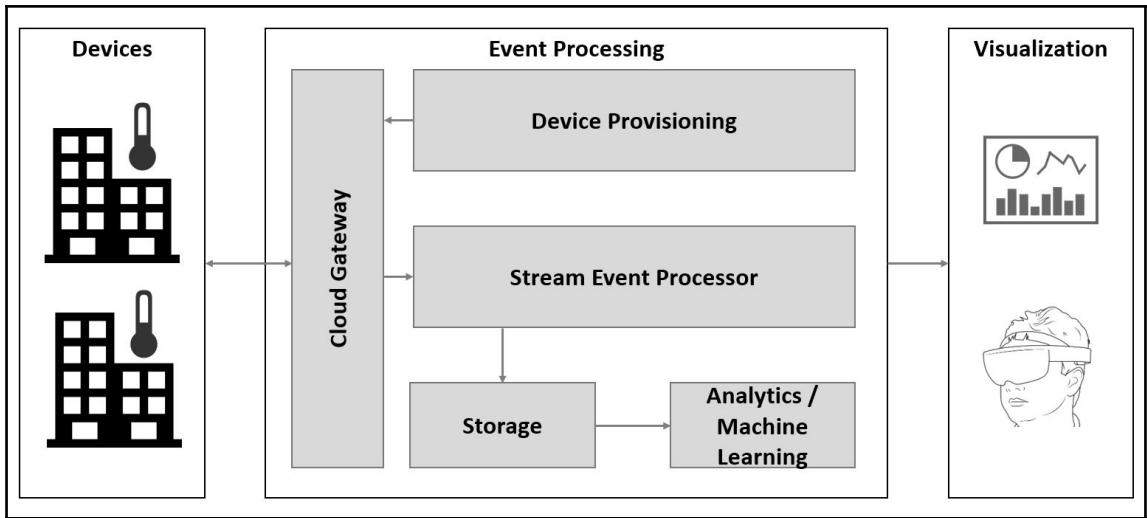 Devices
Event Processing
Visualization
Device Provisioning
Cloud Gateway
Stream Event Processor
Storage
Analytics /
Machine
Learning